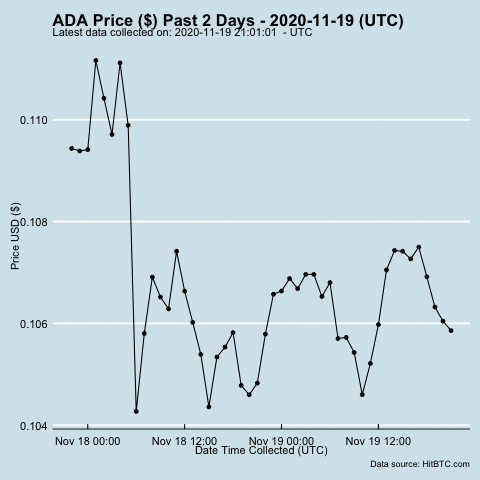 ADA Price ($) Past 2 Days - 2020-11-19 (UTC)
Latest data collected on: 2020-11-19 21:01:01 - UTC
0.110
0.108
0.106
0.104
Price USD ($)
Nov 18 00:00 Nov 18 12:00 Nov 19 00:00 Nov 19 12:00
Date Time Collected (UTC)
Data source: HitBTC.com